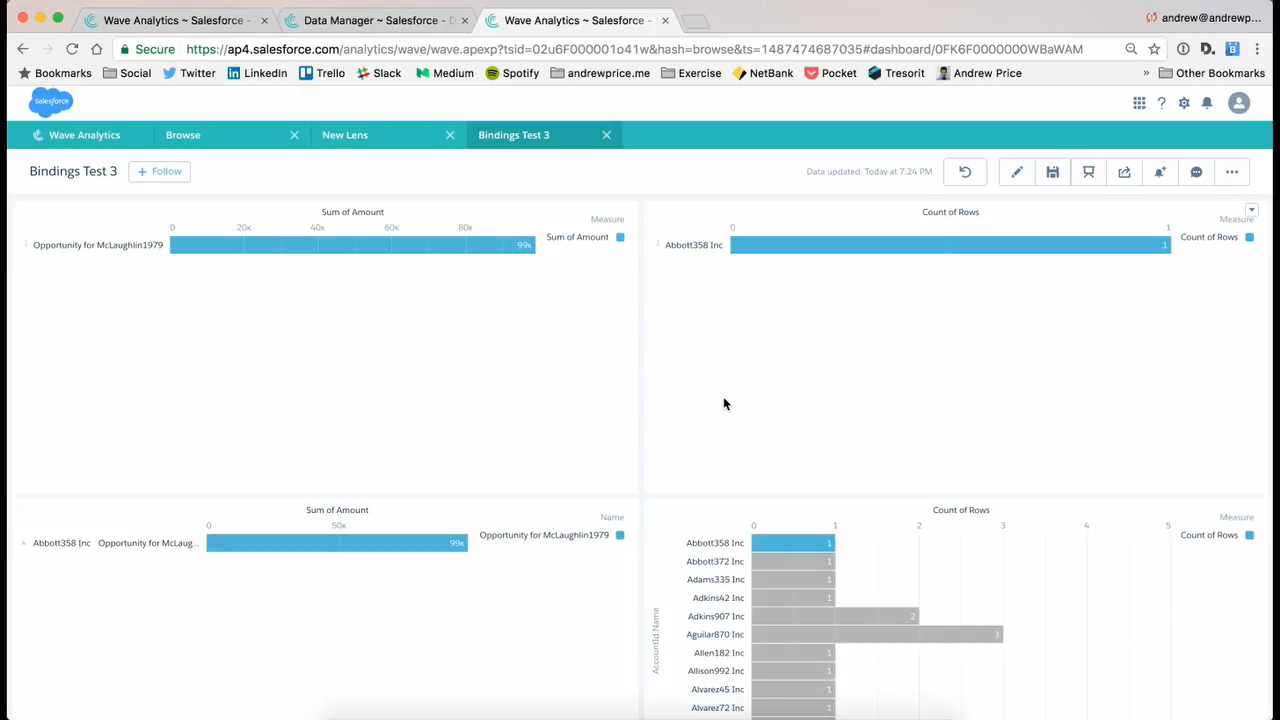 Wave Analytics ~ Salesforce -
Data Manager ~ Salesforce - D
Wave Analytics ~ Salesforce -
andrew@andrewp...
Secure https://ap4.salesforce.com/analytics/wave/wave.apexp?tsid=02u6F000001o41w&hash=browse&ts=1487474687035#dashboard/0FK6F0000000WBaWAM
Bookmarks Social Twitter LinkedIn Trello Slack Medium Spotify andrewprice.me Exercise NetBank Pocket Tresorit Andrew Price » Other Bookmarks
salesforce
Wave Analytics Browse New Lens Bindings Test 3
Bindings Test 3 + Follow Data updated: Today at 7:24 PM
Sum of Amount
Measure
0 20K 40K 60K 80K
Sum of Amount
Opportunity for McLaughlin1979 99K
Count of Rows
Measure
0 1
Count of Rows
Abbott358 Inc 1
Sum of Amount
Name
0 50K
Opportunity for McLaughlin1979
Abbott358 Inc Opportunity for McLaug... 99K
Count of Rows
Measure
0 1 2 3 4 5
Count of Rows
AccountId.Name
Abbott358 Inc 1
Abbott372 Inc 1
Adams335 Inc 1
Adkins42 Inc 1
Adkins907 Inc 2
Aguilar870 Inc 3
Allen182 Inc 1
Allison992 Inc 1
Alvarez45 Inc 1
Alvarez72 Inc 1